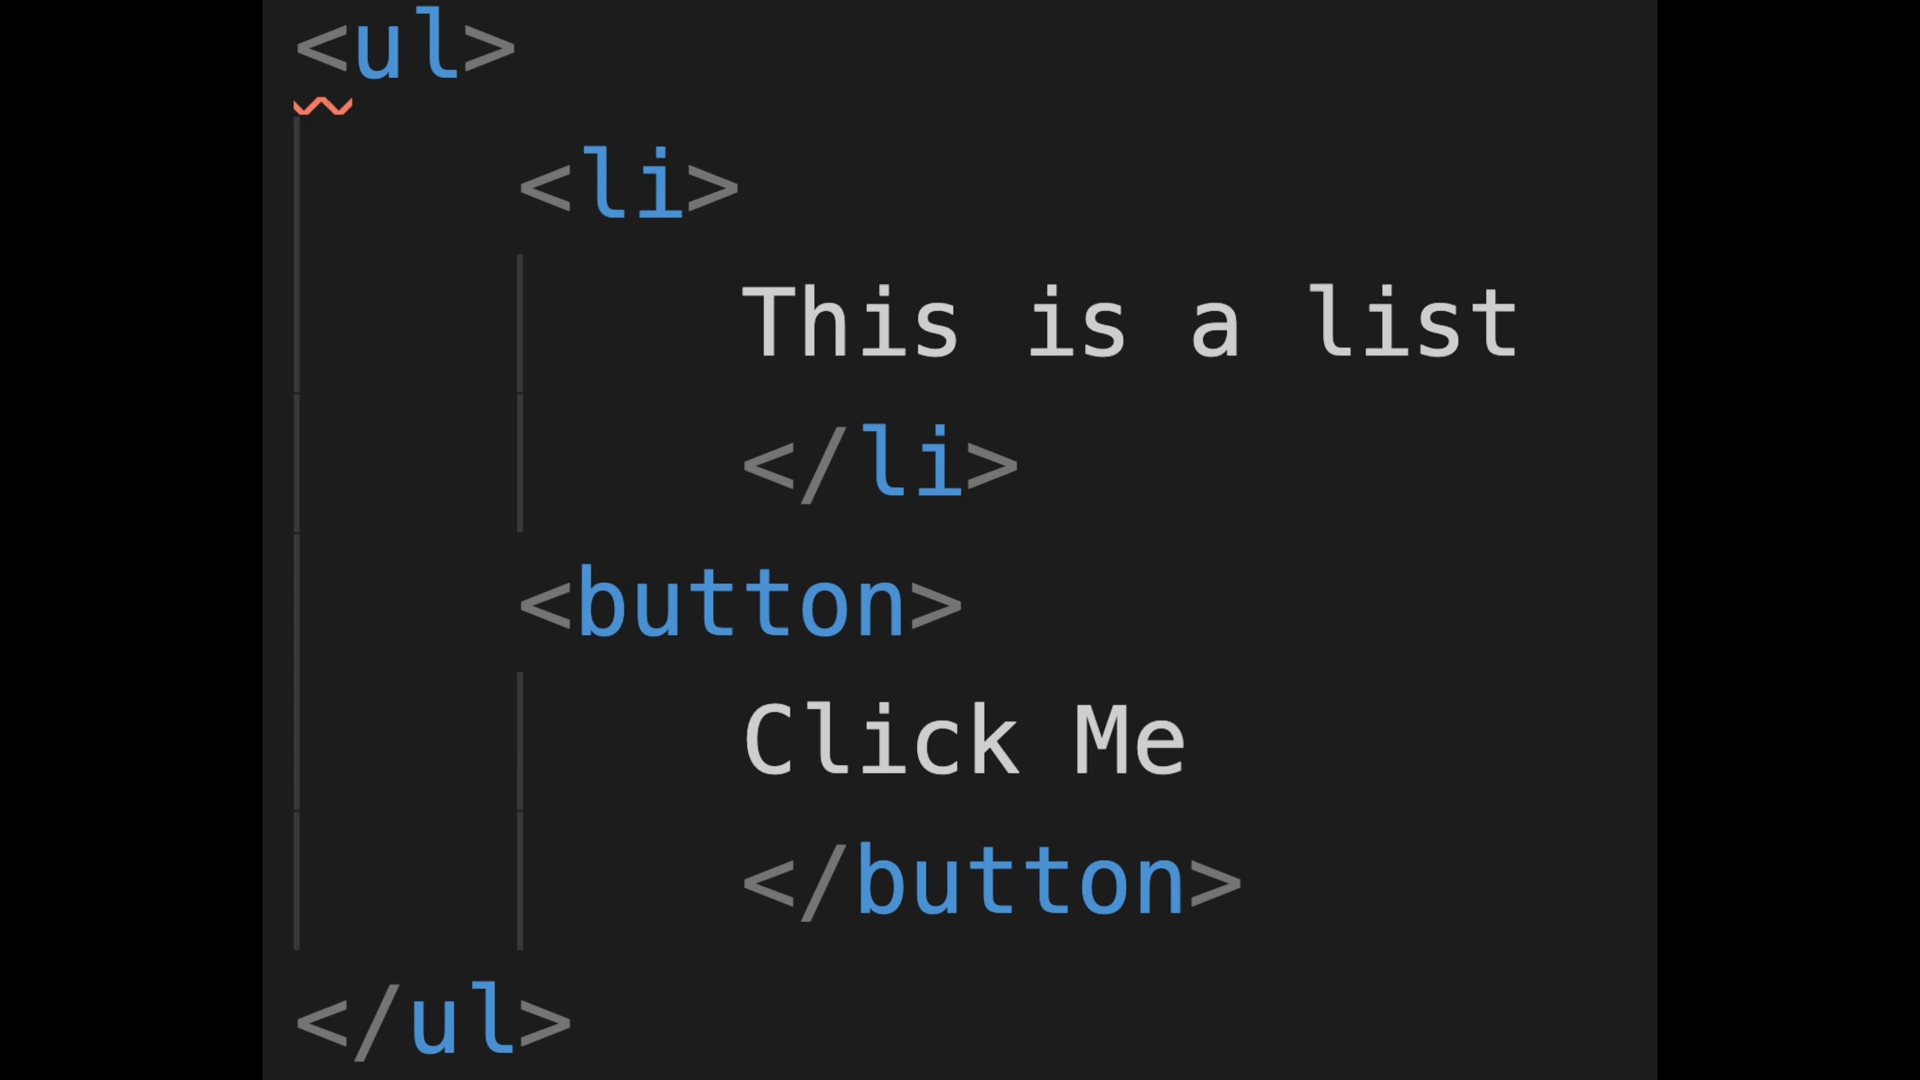 <ul>
<li>
This is a list
</li>
<button>
Click Me
</button>
</ul>